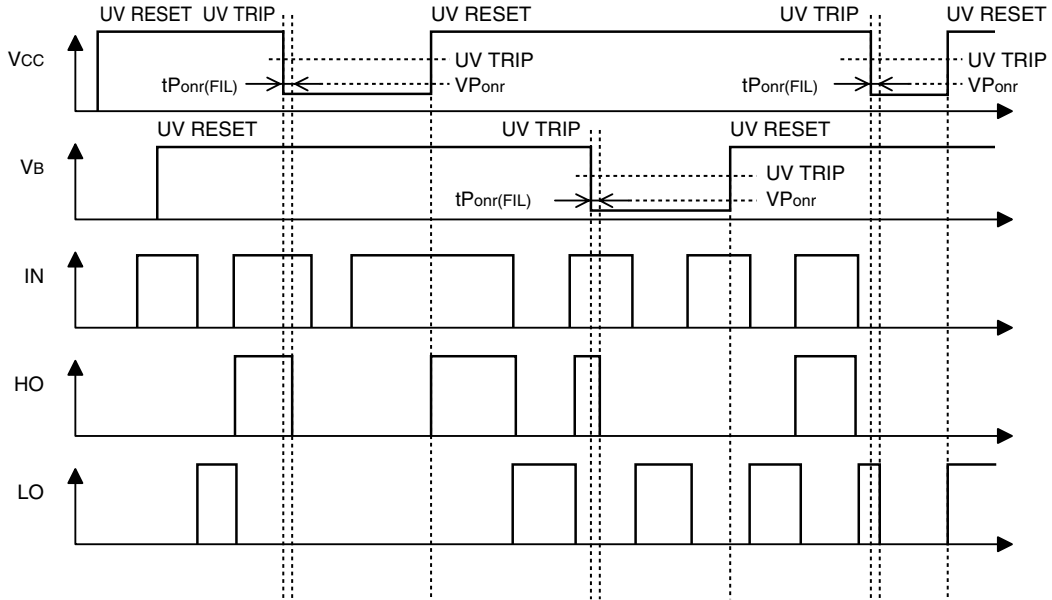 UV RESET UV TRIP UV RESET UV TRIP UV RESET
VCC UV TRIP UV TRIP
tPonr(FIL) VPonr tPonr(FIL) VPonr
UV RESET UV TRIP UV RESET
VB UV TRIP
tPonr(FIL) VPonr
IN
HO
LO